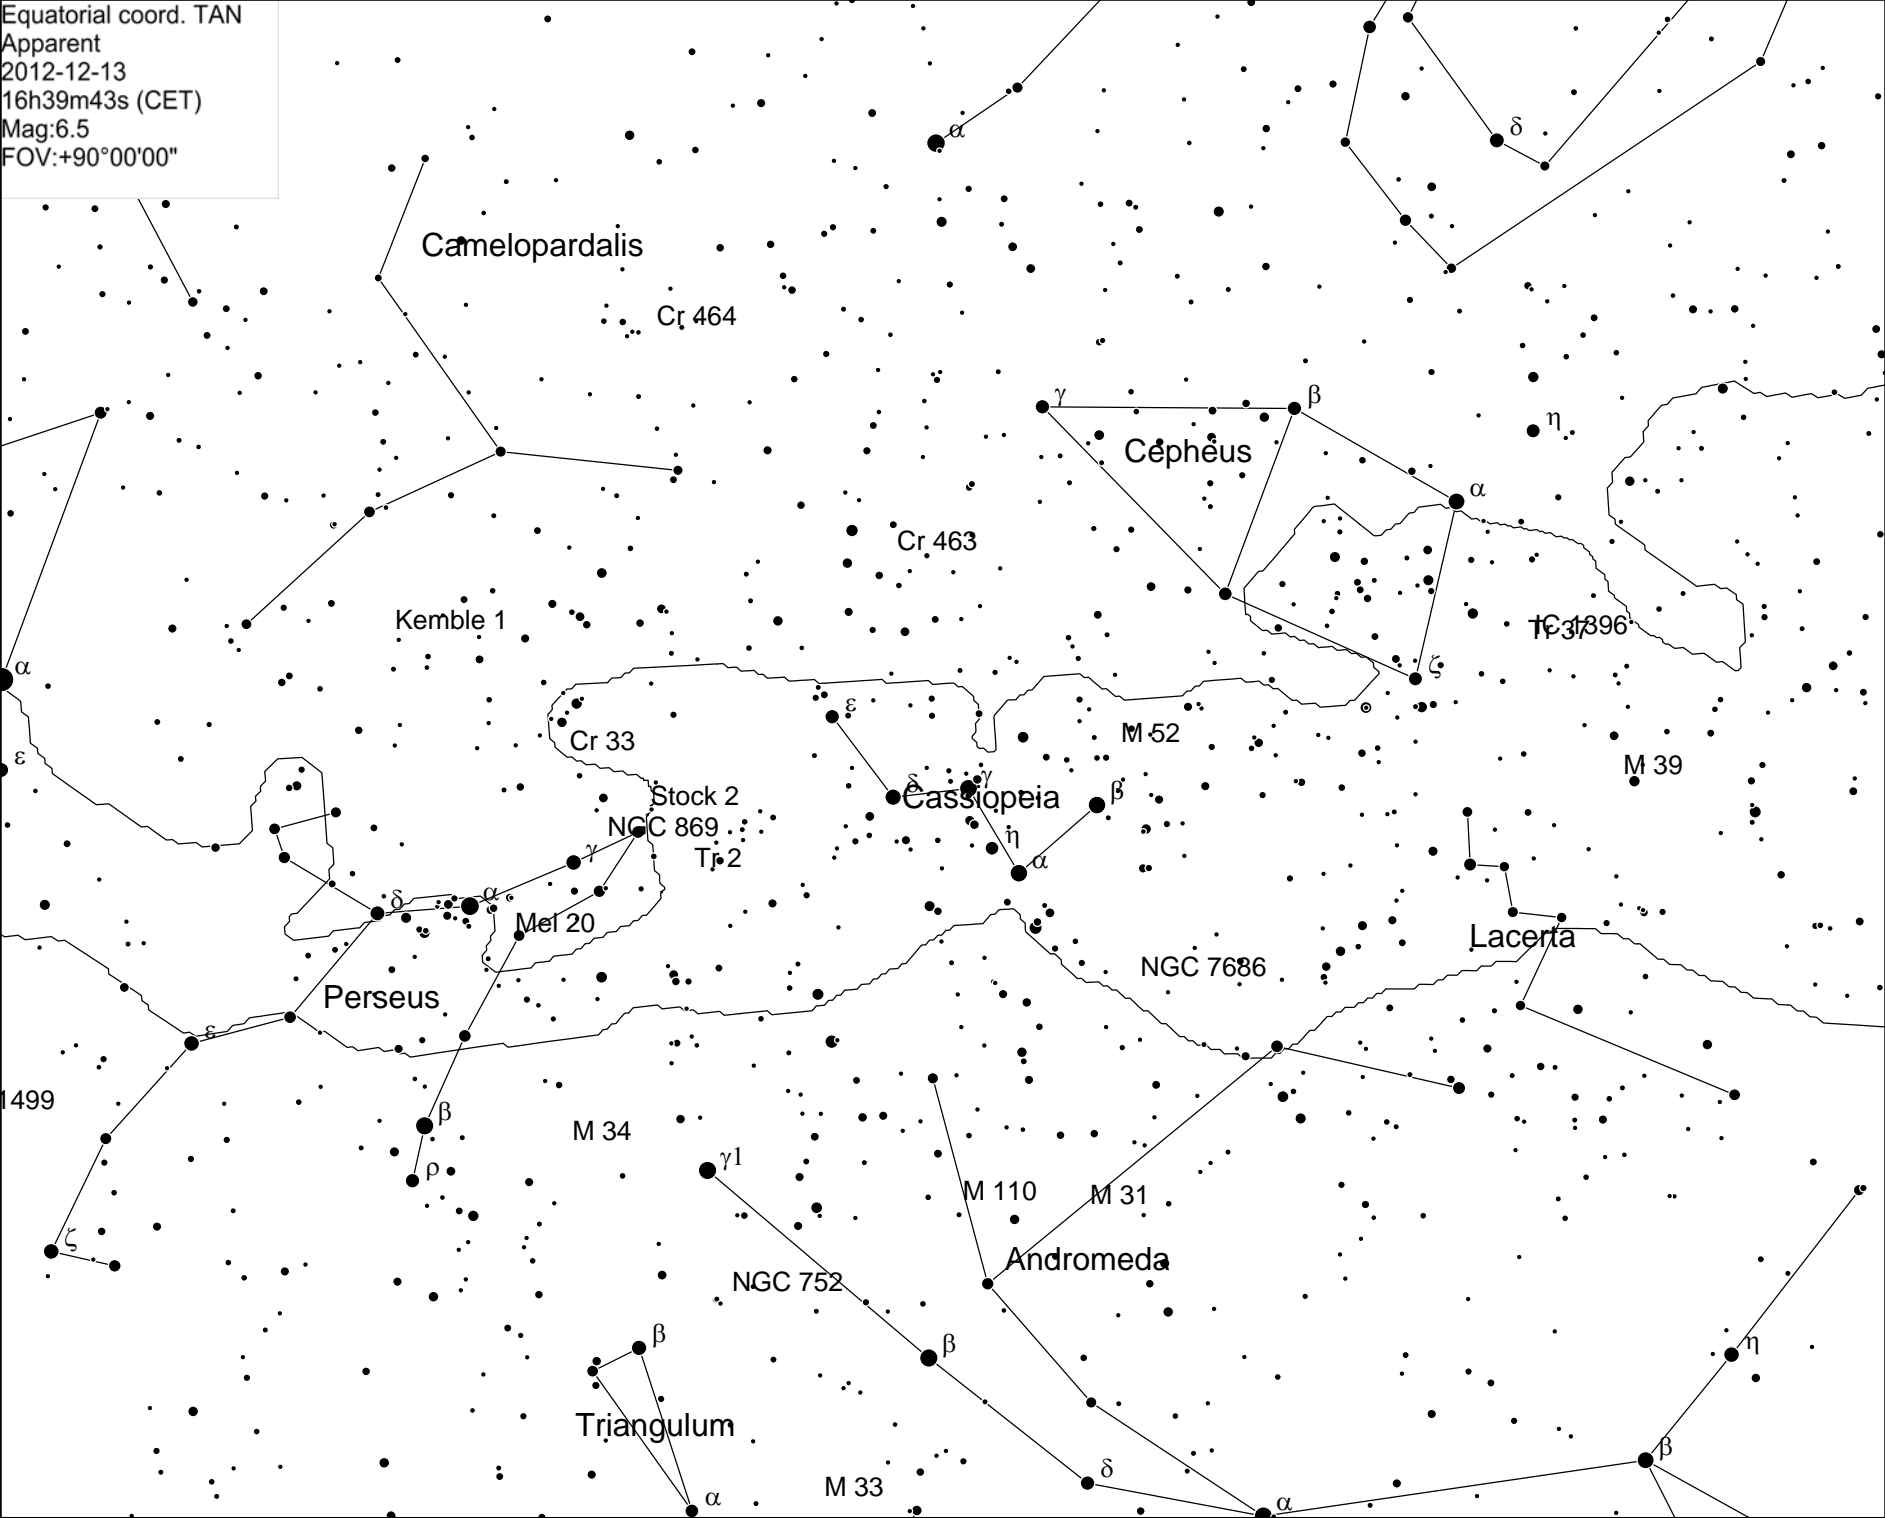 Equatorial coord. TAN
Apparent
2012-12-13
16h39m43s (CET)
Mag:6.5
FOV:+90°00'00"
α
δ
Camelopardalis
Cr 464
γ
β
η
Cepheus
α
Cr 463
Kemble 1
IC 1396
Tr 37
α
ζ
ε
Cr 33
M 52
ε
M 39
δ
γ
Cassiopeia
β
Stock 2
NGC 869
η
γ
Tr 2
α
δ
α
Mel 20
Lacerta
NGC 7686
Perseus
ε
1499
β
M 34
γ1
ρ
M 110
M 31
ζ
Andromeda
NGC 752
β
β
η
Triangulum
β
δ
M 33
α
α